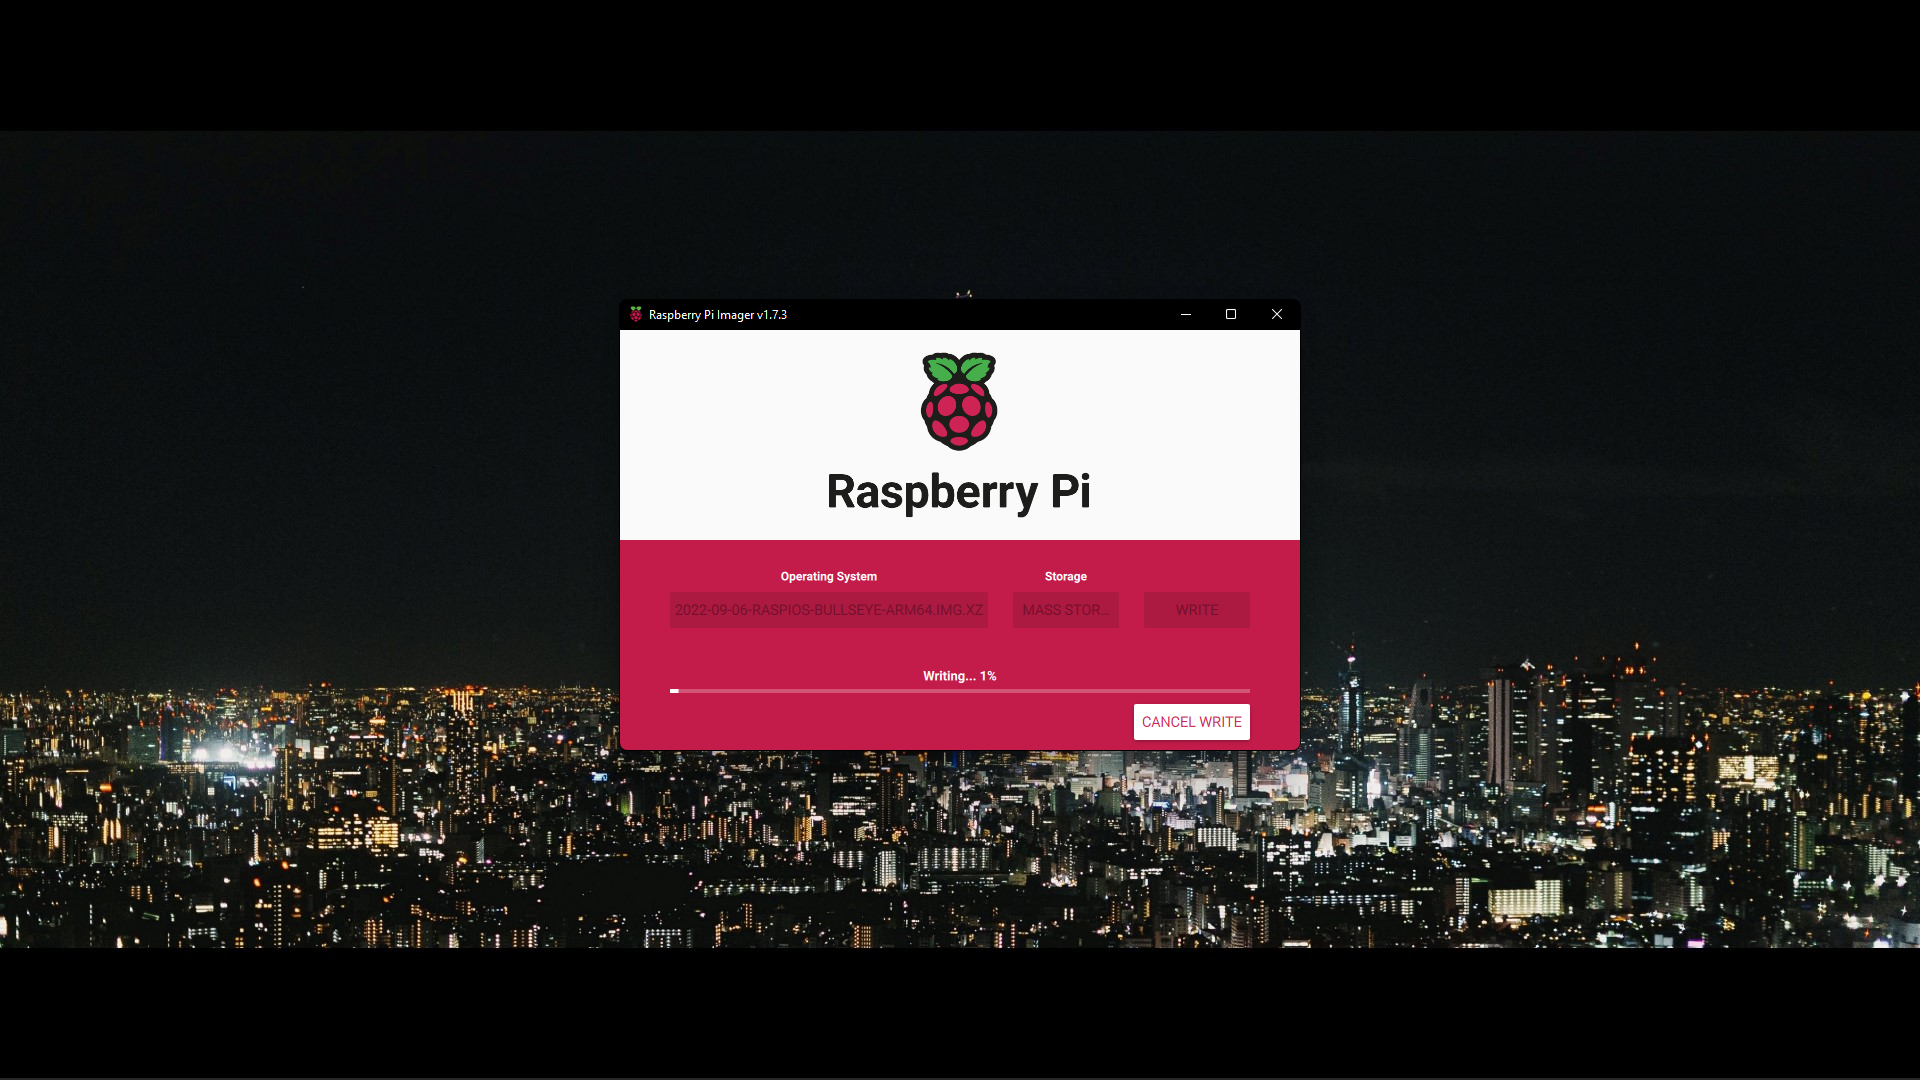 Raspberry Pi Imager v1.7.3
Raspberry Pi
Operating System
Storage
2022-09-06-RASPIOS-BULLSEYE-ARM64.IMG.XZ
MASS STOR...
WRITE
Writing... 1%
CANCEL WRITE